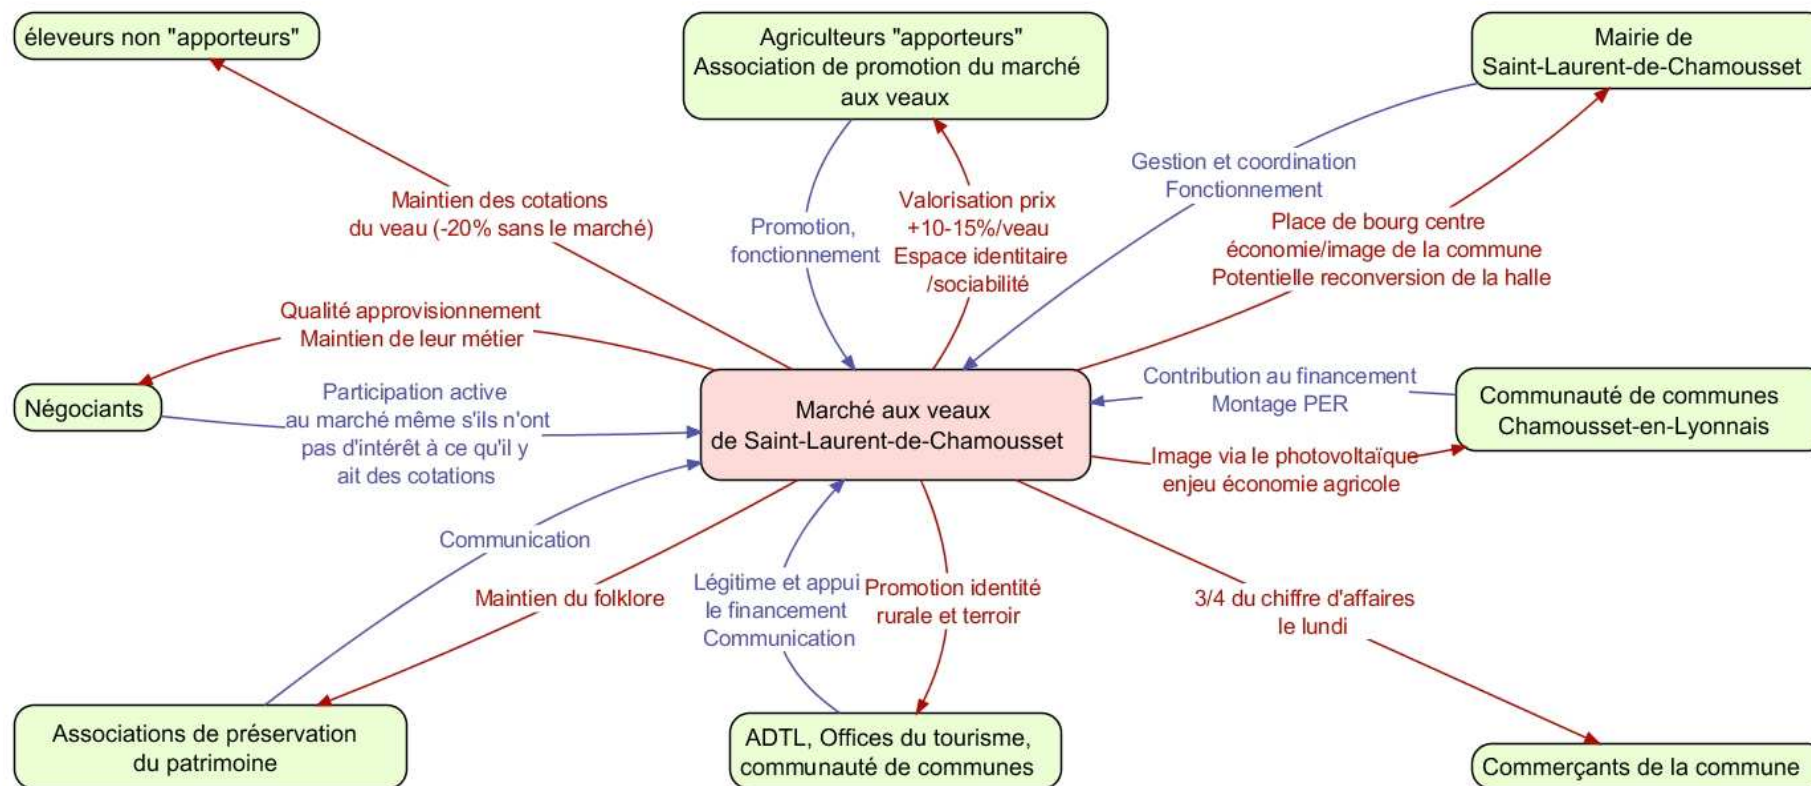 éleveurs non "apporteurs"
Agriculteurs "apporteurs"
Association de promotion du marché
aux veaux
Mairie de
Saint-Laurent-de-Chamousset
Gestion et coordination
Fonctionnement
Maintien des cotations
du veau (-20% sans le marché)
Promotion,
fonctionnement
Valorisation prix
+10-15%/veau
Espace identitaire
/sociabilité
Place de bourg centre
économie/image de la commune
Potentielle reconversion de la halle
Qualité approvisionnement
Maintien de leur métier
Négociants
Participation active
au marché même s'ils n'ont
pas d'intérêt à ce qu'il y
ait des cotations
Marché aux veaux
de Saint-Laurent-de-Chamousset
Contribution au financement
Montage PER
Communauté de communes
Chamousset-en-Lyonnais
Image via le photovoltaïque
enjeu économie agricole
Communication
Maintien du folklore
Légitime et appui
le financement
Communication
Promotion identité
rurale et terroir
3/4 du chiffre d'affaires
le lundi
Associations de préservation
du patrimoine
ADTL, Offices du tourisme,
communauté de communes
Commerçants de la commune